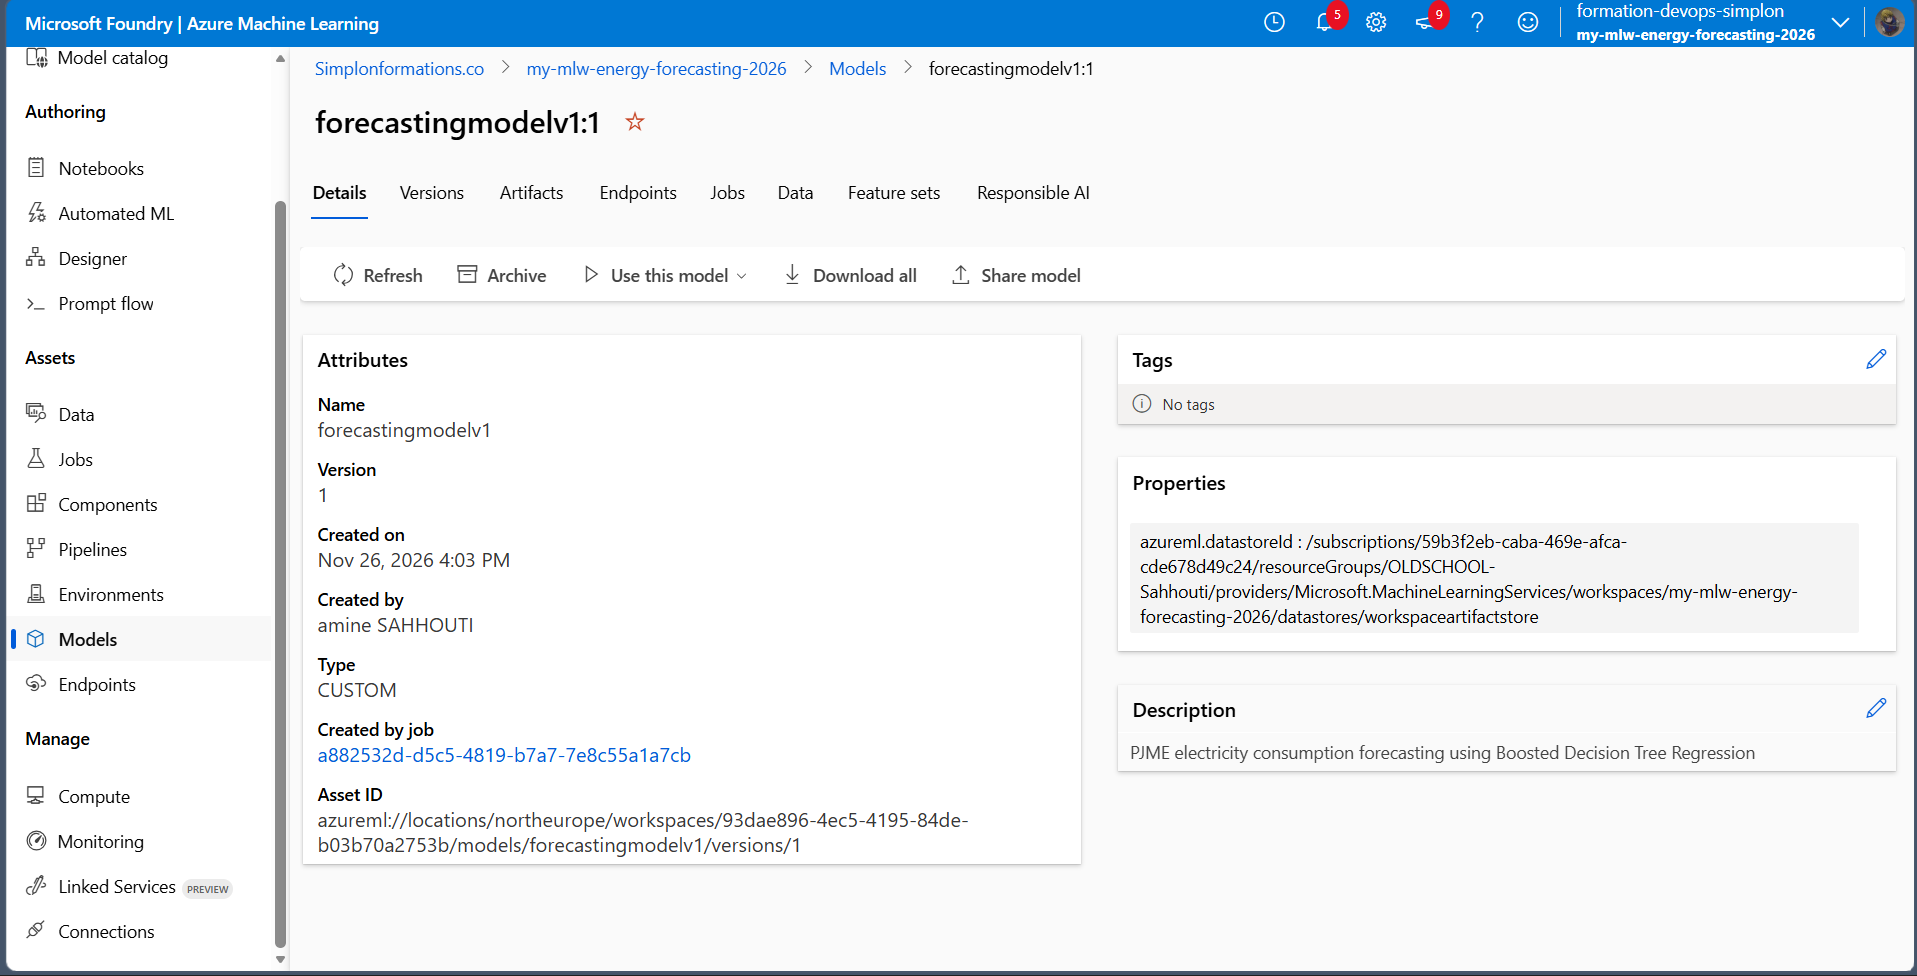 Microsoft Foundry | Azure Machine Learning
5
9
formation-devops-simplon
my-mlw-energy-forecasting-2026
Model catalog
Authoring
Notebooks
Automated ML
Designer
Prompt flow
Assets
Data
Jobs
Components
Pipelines
Environments
Models
Endpoints
Manage
Compute
Monitoring
Linked Services PREVIEW
Connections
Simplonformations.co > my-mlw-energy-forecasting-2026 > Models > forecastingmodelv1:1
forecastingmodelv1:1
Details Versions Artifacts Endpoints Jobs Data Feature sets Responsible AI
Refresh Archive Use this model Download all Share model
Attributes
Name
forecastingmodelv1
Version
1
Created on
Nov 26, 2026 4:03 PM
Created by
amine SAHHOUTI
Type
CUSTOM
Created by job
a882532d-d5c5-4819-b7a7-7e8c55a1a7cb
Asset ID
azureml://locations/northeurope/workspaces/93dae896-4ec5-4195-84de-
b03b70a2753b/models/forecastingmodelv1/versions/1
Tags
No tags
Properties
azureml.datastoreId : /subscriptions/59b3f2eb-caba-469e-afca-
cde678d49c24/resourceGroups/OLDSCHOOL-
Sahhouti/providers/Microsoft.MachineLearningServices/workspaces/my-mlw-energy-
forecasting-2026/datastores/workspaceartifactstore
Description
PJME electricity consumption forecasting using Boosted Decision Tree Regression